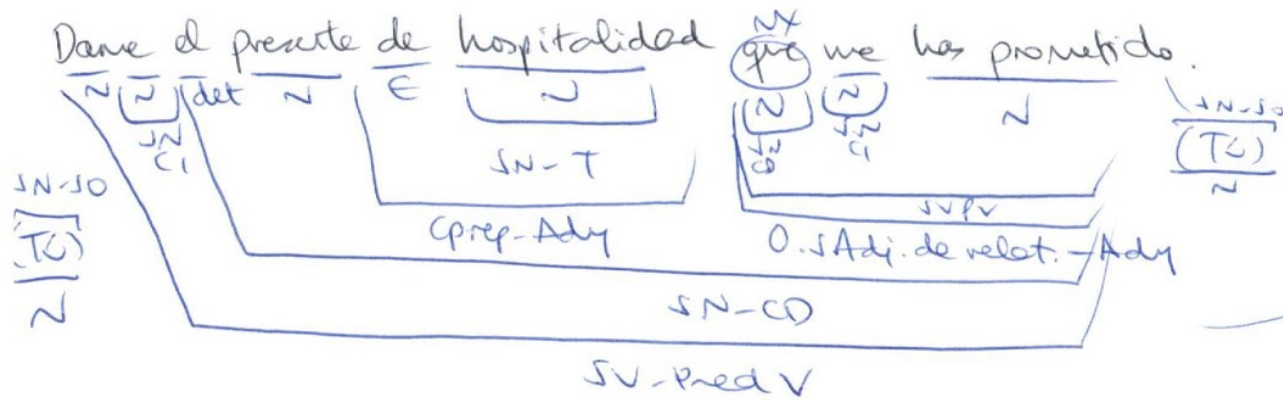 NX
Dame el presente de hospitalidad que me has prometido.
N N det N E N N N N
SN CI SN CD SN CI SN-SO
SN-T (TÚ)
SN-SO SVPV N
(TÚ) Cprep-Ady O.SAdj. de relat.-Ady
N SN-CD
SV-Pred V